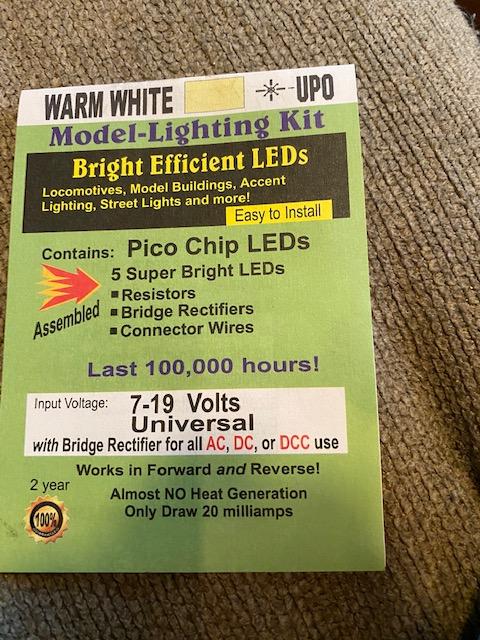 WARM WHITE UPO
Model-Lighting Kit
Bright Efficient LEDs
Locomotives, Model Buildings, Accent
Lighting, Street Lights and more!
Easy to Install
Contains: Pico Chip LEDs
5 Super Bright LEDs
Assembled
▪Resistors
▪Bridge Rectifiers
▪Connector Wires
Last 100,000 hours!
Input Voltage: 7-19 Volts
Universal
with Bridge Rectifier for all AC, DC, or DCC use
Works in Forward and Reverse!
2 year
100%
Almost NO Heat Generation
Only Draw 20 milliamps